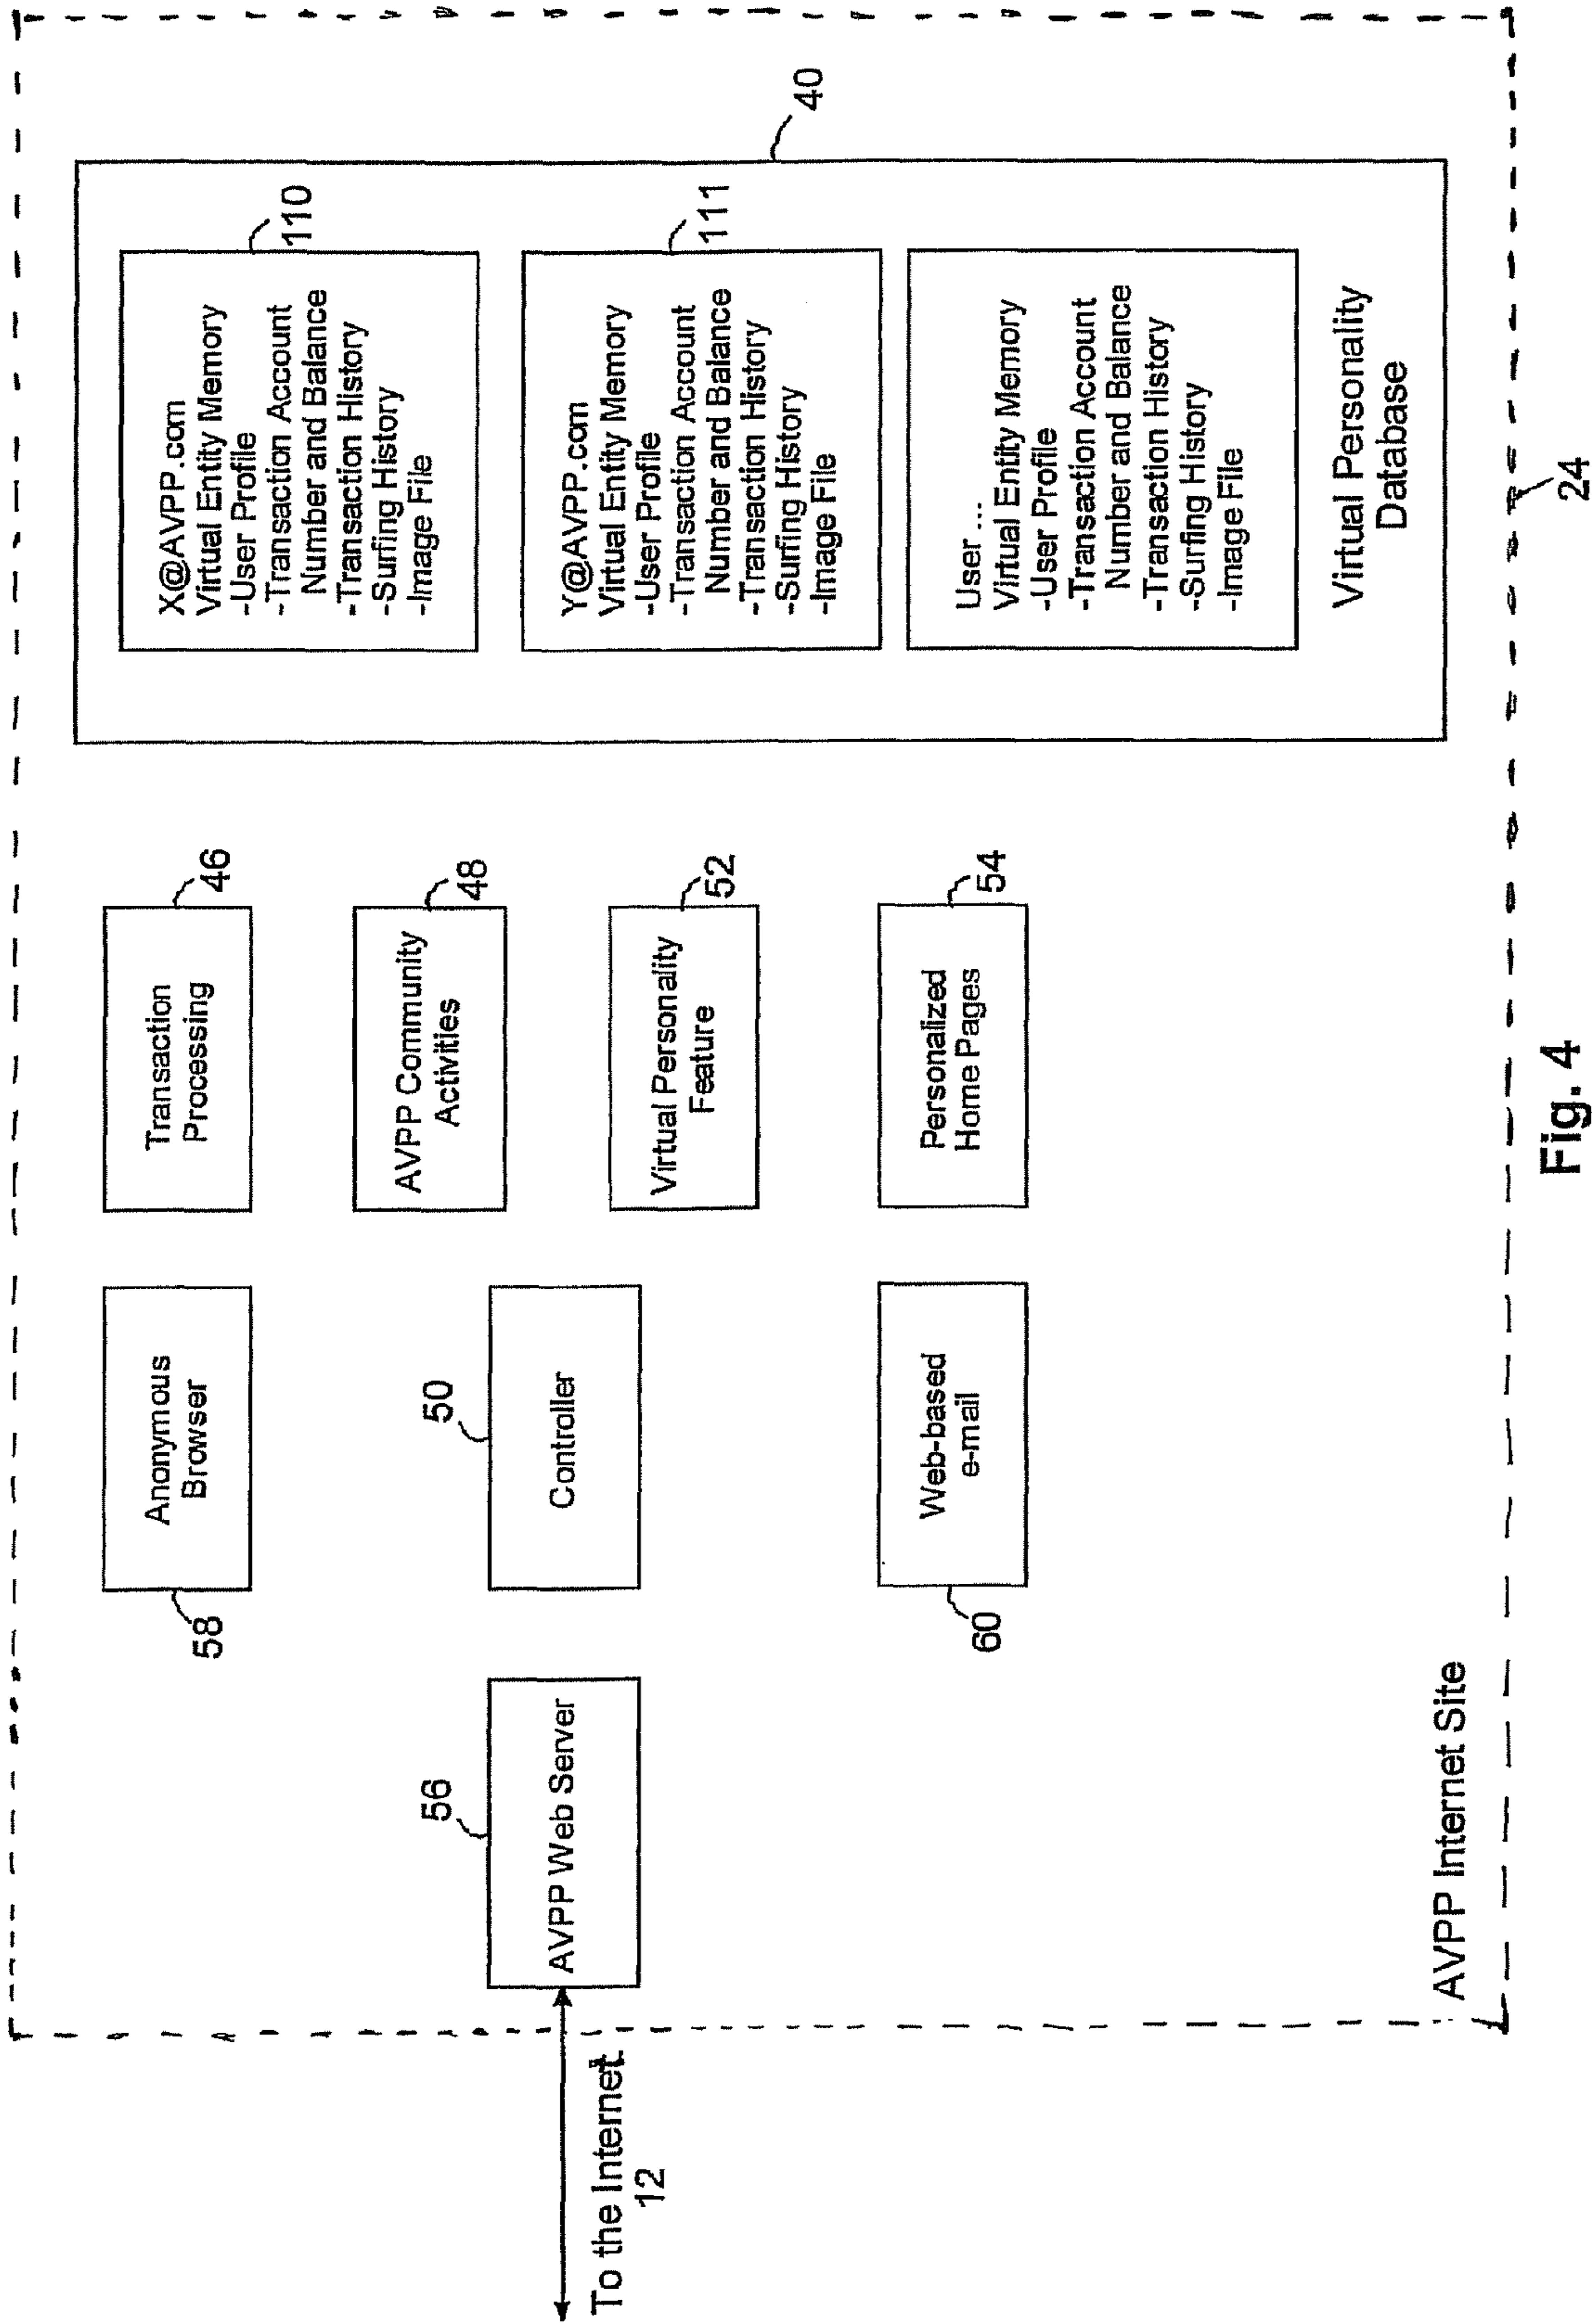 To the Internet
12
56
AVPP Web Server
58
Anonymous
Browser
50
Controller
60
Web-based
e-mail
46
Transaction
Processing
48
AVPP Community
Activities
52
Virtual Personality
Feature
54
Personalized
Home Pages
40
110
X@AVPP.com
Virtual Entity Memory
-User Profile
-Transaction Account
Number and Balance
-Transaction History
-Surfing History
-Image File
111
Y@AVPP.com
Virtual Entity Memory
-User Profile
-Transaction Account
Number and Balance
-Transaction History
-Surfing History
-Image File
User ...
Virtual Entity Memory
-User Profile
-Transaction Account
Number and Balance
-Transaction History
-Surfing History
-Image File
Virtual Personality
Database
AVPP Internet Site
24
Fig. 4